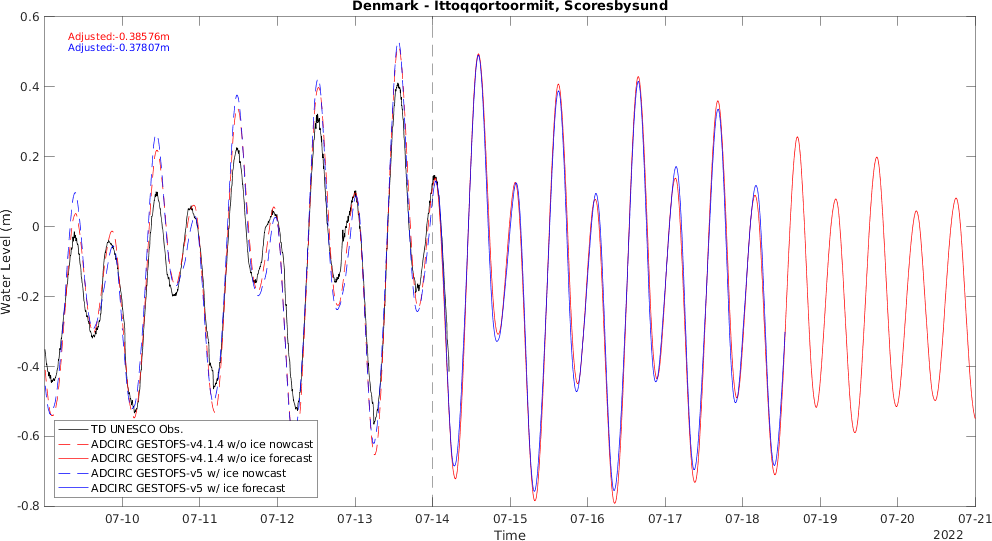 Denmark - Ittoqqortoormiit, Scoresbysund
Adjusted:-0.38576m
Adjusted:-0.37807m
0.6
0.4
0.2
0
-0.2
-0.4
-0.6
-0.8
Water Level (m)
TD UNESCO Obs.
ADCIRC GESTOFS-v4.1.4 w/o ice nowcast
ADCIRC GESTOFS-v4.1.4 w/o ice forecast
ADCIRC GESTOFS-v5 w/ ice nowcast
ADCIRC GESTOFS-v5 w/ ice forecast
07-10 07-11 07-12 07-13 07-14 07-15 07-16 07-17 07-18 07-19 07-20 07-21
Time
2022